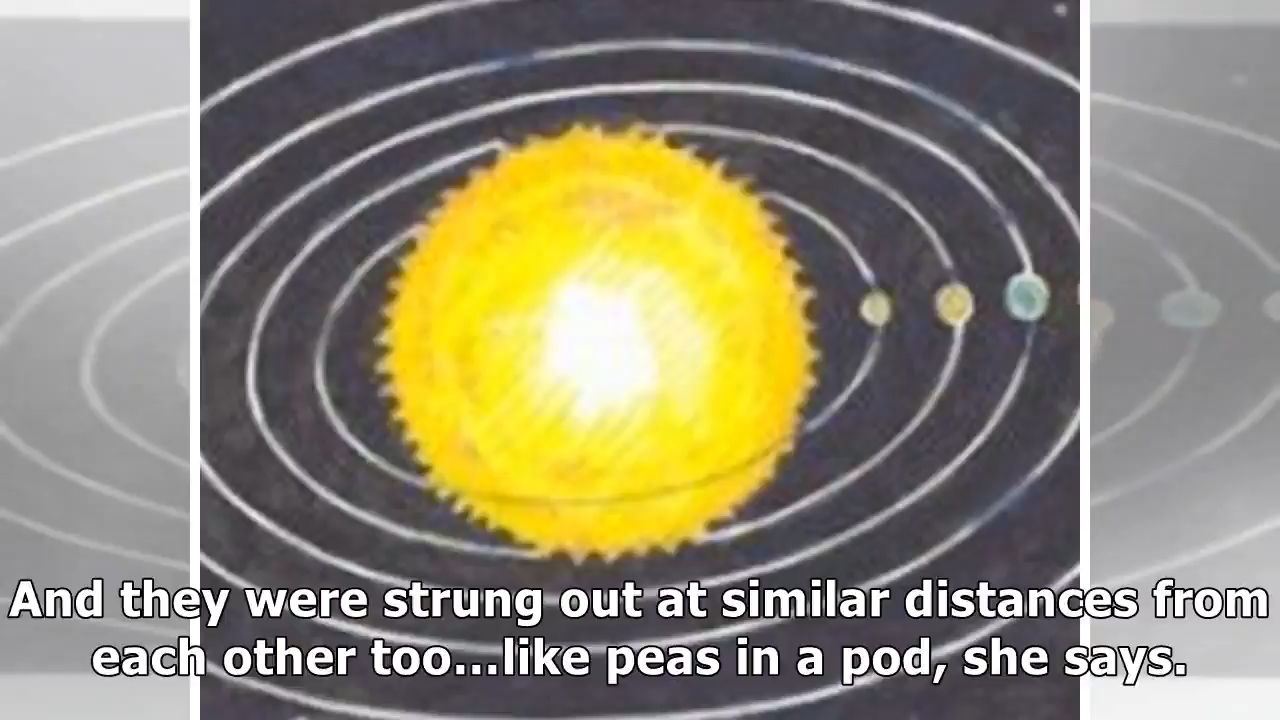 And they were strung out at similar distances from
each other too...like peas in a pod, she says.